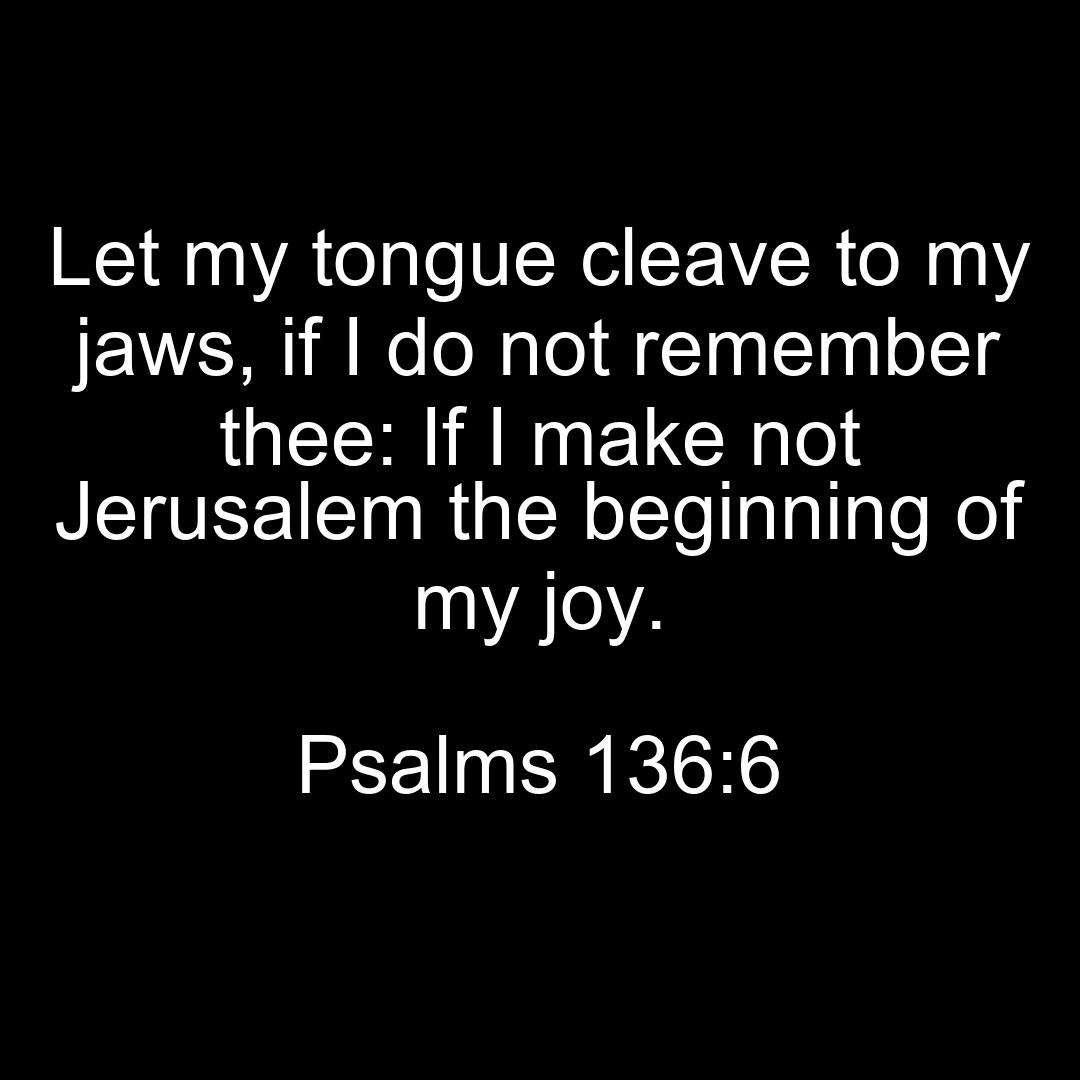 Let my tongue cleave to my
jaws, if I do not remember
thee: If I make not
Jerusalem the beginning of
my joy.
Psalms 136:6